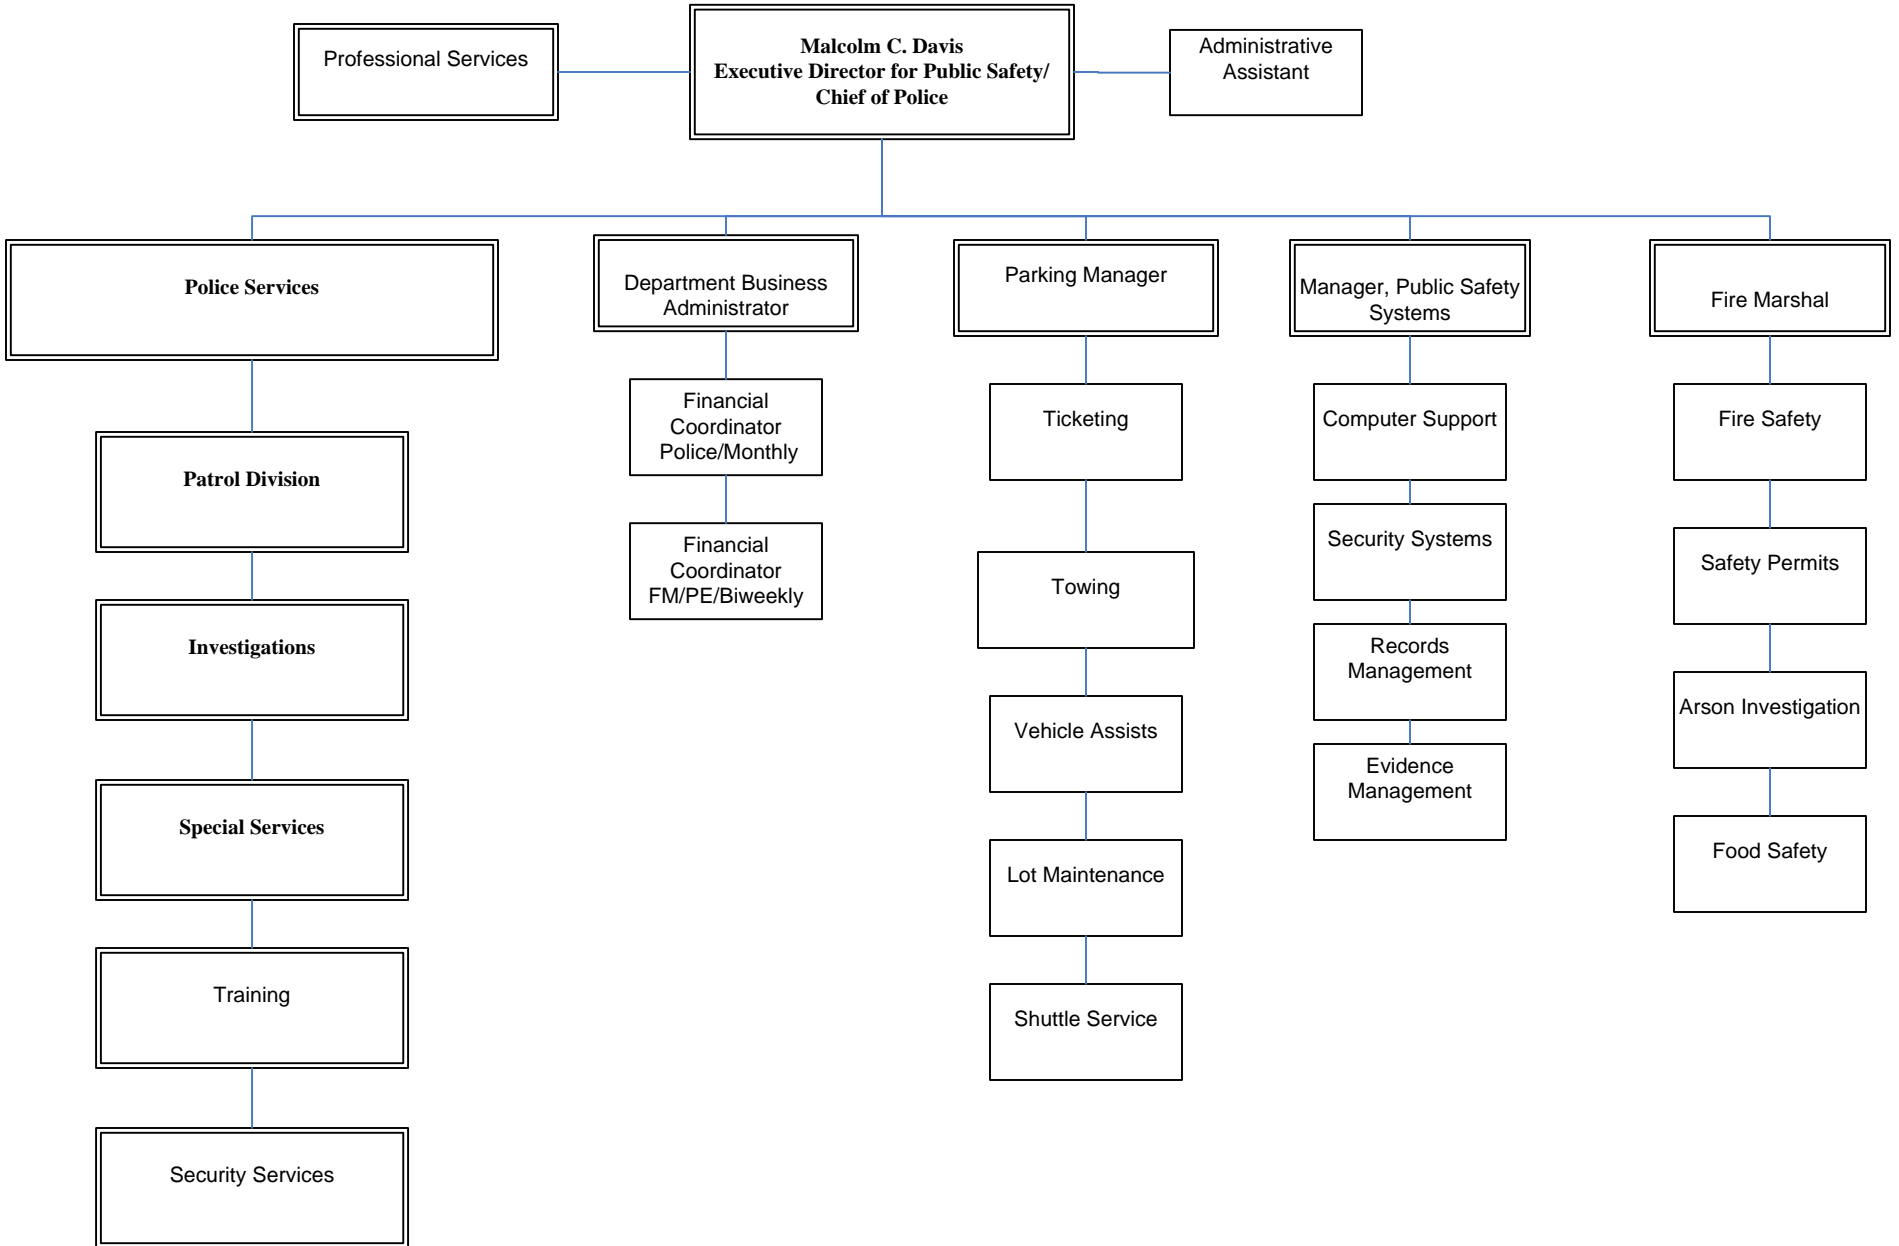 Professional Services
Malcolm C. Davis
Executive Director for Public Safety/
Chief of Police
Administrative
Assistant
Police Services
Patrol Division
Investigations
Special Services
Training
Security Services
Department Business
Administrator
Financial
Coordinator
Police/Monthly
Financial
Coordinator
FM/PE/Biweekly
Parking Manager
Ticketing
Towing
Vehicle Assists
Lot Maintenance
Shuttle Service
Manager, Public Safety
Systems
Computer Support
Security Systems
Records
Management
Evidence
Management
Fire Marshal
Fire Safety
Safety Permits
Arson Investigation
Food Safety